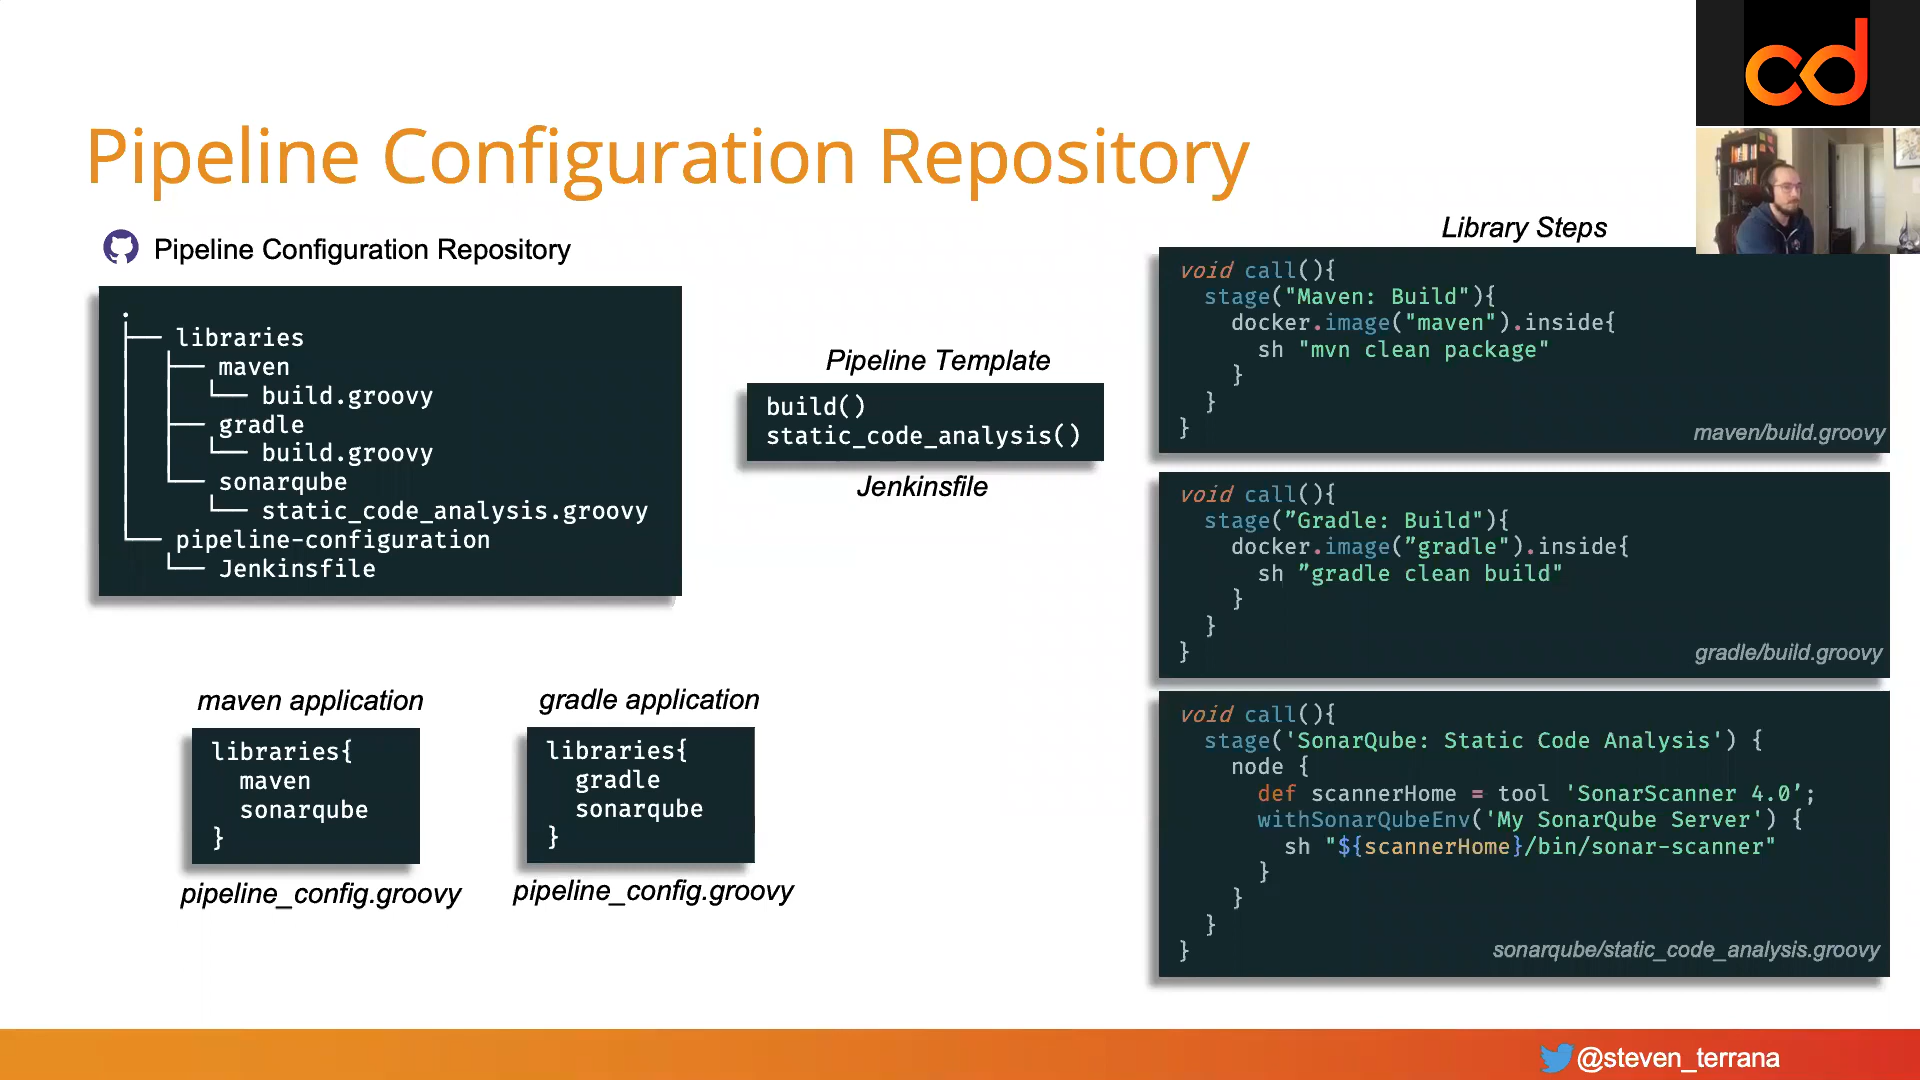 cd
Pipeline Configuration Repository
Pipeline Configuration Repository
.
├── libraries
│   ├── maven
│   │   └── build.groovy
│   ├── gradle
│   │   └── build.groovy
│   └── sonarqube
│       └── static_code_analysis.groovy
└── pipeline-configuration
    └── Jenkinsfile
Pipeline Template
build()
static_code_analysis()
Jenkinsfile
Library Steps
void call(){
  stage("Maven: Build"){
    docker.image("maven").inside{
      sh "mvn clean package"
    }
  }
}
maven/build.groovy
void call(){
  stage(”Gradle: Build"){
    docker.image(”gradle").inside{
      sh ”gradle clean build"
    }
  }
}
gradle/build.groovy
void call(){
  stage('SonarQube: Static Code Analysis') {
    node {
      def scannerHome = tool 'SonarScanner 4.0’;
      withSonarQubeEnv('My SonarQube Server') {
        sh "${scannerHome}/bin/sonar-scanner"
      }
    }
  }
}
sonarqube/static_code_analysis.groovy
maven application
libraries{
  maven
  sonarqube
}
pipeline_config.groovy
gradle application
libraries{
  gradle
  sonarqube
}
pipeline_config.groovy
@steven_terrana